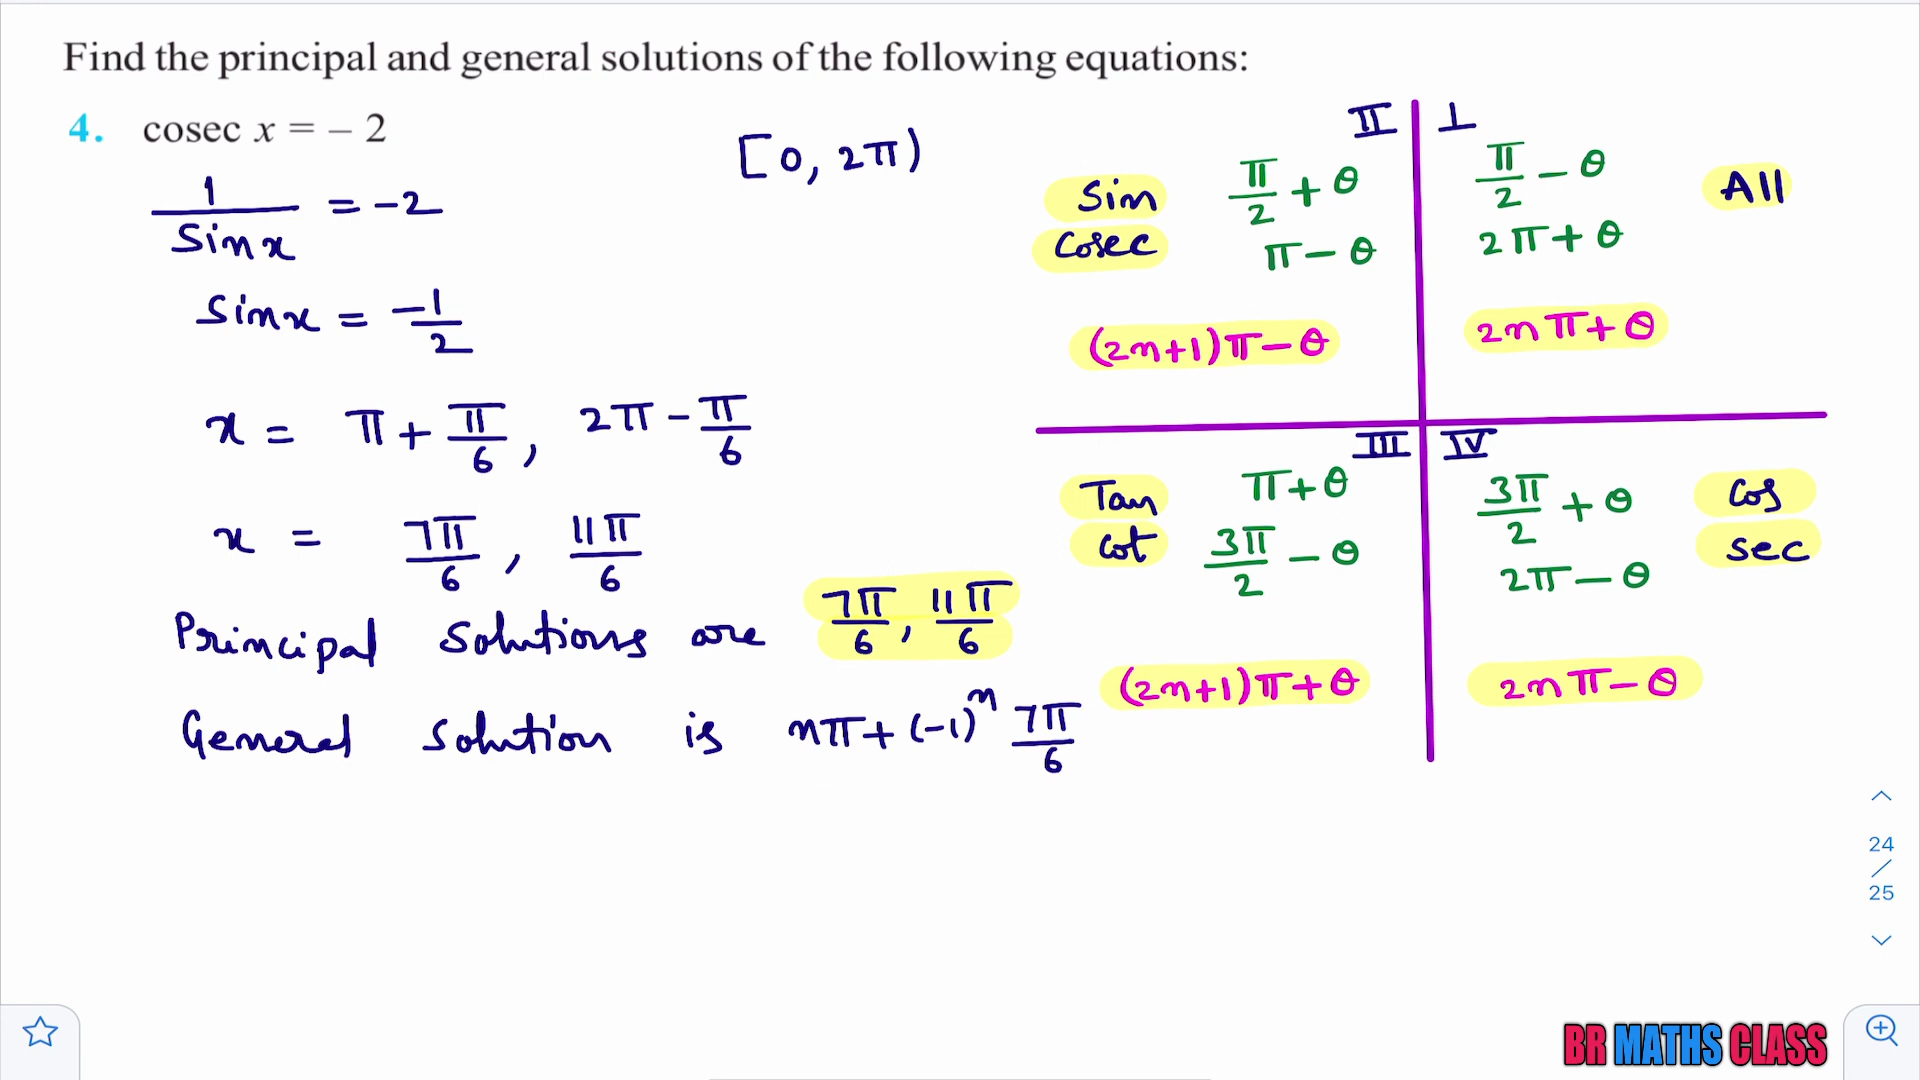 Find the principal and general solutions of the following equations:
4. cosec x = – 2
[0, 2π)
1/Sinx = -2
Sinx = -1/2
x = π + π/6, 2π - π/6
x = 7π/6, 11π/6
Principal Solutions are 7π/6, 11π/6
General solution is nπ + (-1)^n 7π/6
II I
Sin π/2 + θ π/2 - θ All
Cosec π - θ 2π + θ
(2n+1)π - θ 2nπ + θ
III IV
Tan π + θ 3π/2 + θ Cos
Cot 3π/2 - θ 2π - θ Sec
(2n+1)π + θ 2nπ - θ
24
/
25
BR MATHS CLASS